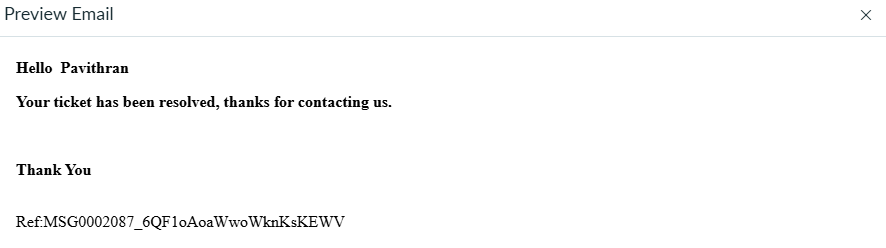 Preview Email
Hello  Pavithran
Your ticket has been resolved, thanks for contacting us.
Thank You
Ref:MSG0002087_6QF1oAoaWwoWknKsKEWV